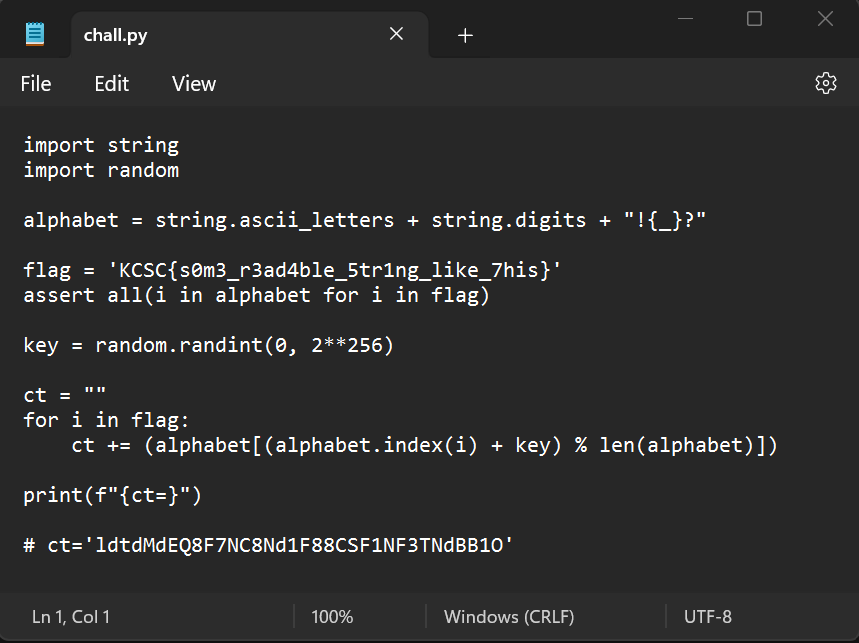 chall.py
File Edit View
import string
import random
alphabet = string.ascii_letters + string.digits + "!{_}?"
flag = 'KCSC{s0m3_r3ad4ble_5tr1ng_like_7his}'
assert all(i in alphabet for i in flag)
key = random.randint(0, 2**256)
ct = ""
for i in flag:
    ct += (alphabet[(alphabet.index(i) + key) % len(alphabet)])
print(f"{ct=}")
# ct='ldtdMdEQ8F7NC8Nd1F88CSF1NF3TNdBB1O'
Ln 1, Col 1 100% Windows (CRLF) UTF-8